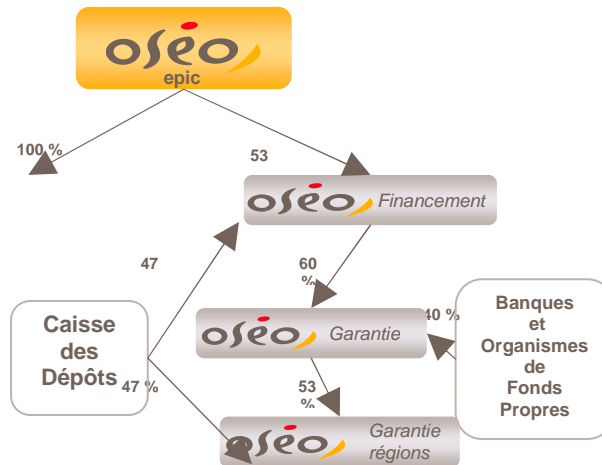 oséo
epic
100 %
53
oséo Financement
47
60
%
Caisse
des
Dépôts
oséo Garantie
40 %
Banques
et
Organismes
de
Fonds
Propres
47 %
53
%
oséo Garantie
régions